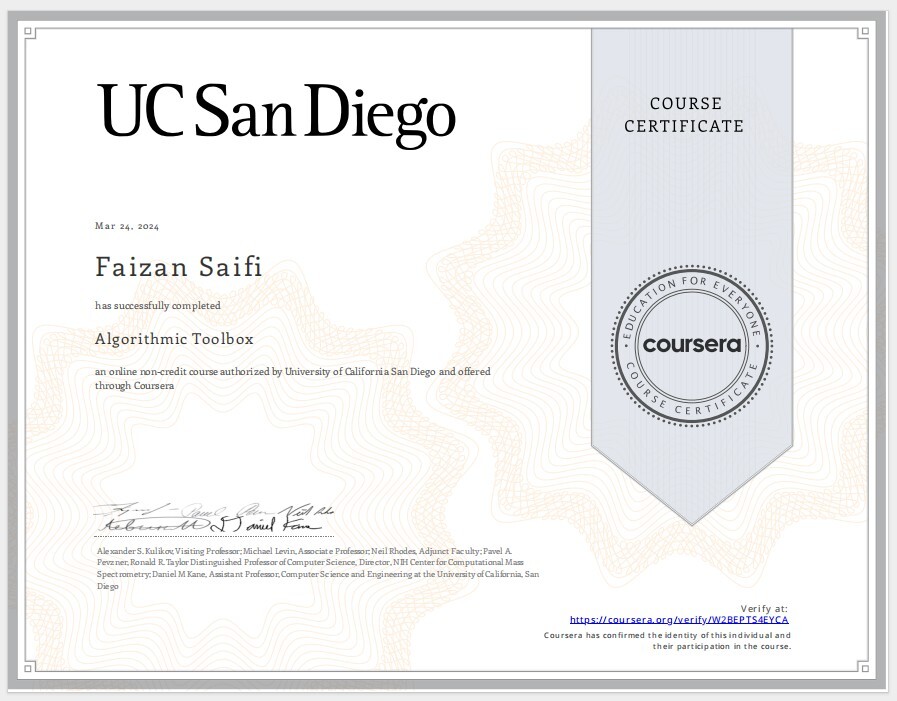 UC San Diego
COURSE
CERTIFICATE
Mar 24, 2024
Faizan Saifi
has successfully completed
Algorithmic Toolbox
an online non-credit course authorized by University of California San Diego and offered
through Coursera
EDUCATION FOR EVERYONE
coursera
COURSE CERTIFICATE
Alexander S. Kulikov, Visiting Professor; Michael Levin, Associate Professor; Neil Rhodes, Adjunct Faculty; Pavel A.
Pevzner, Ronald R. Taylor Distinguished Professor of Computer Science, Director, NIH Center for Computational Mass
Spectrometry; Daniel M Kane, Assistant Professor, Computer Science and Engineering at the University of California, San
Diego
Verify at:
https://coursera.org/verify/W2BEPTS4EYCA
Coursera has confirmed the identity of this individual and
their participation in the course.